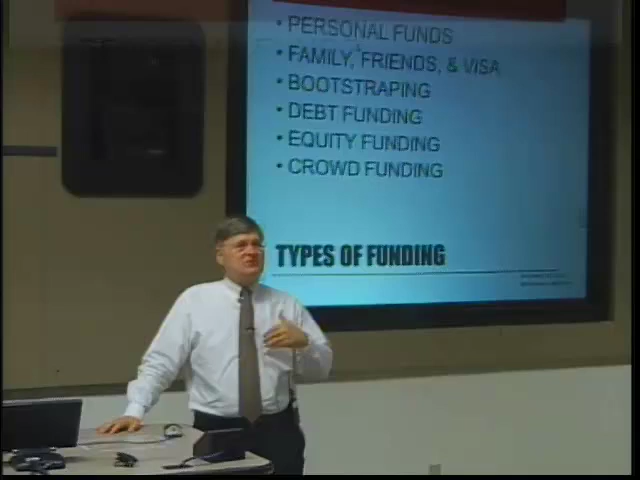 • PERSONAL FUNDS
• FAMILY, FRIENDS, & VISA
• BOOTSTRAPING
• DEBT FUNDING
• EQUITY FUNDING
• CROWD FUNDING
TYPES OF FUNDING